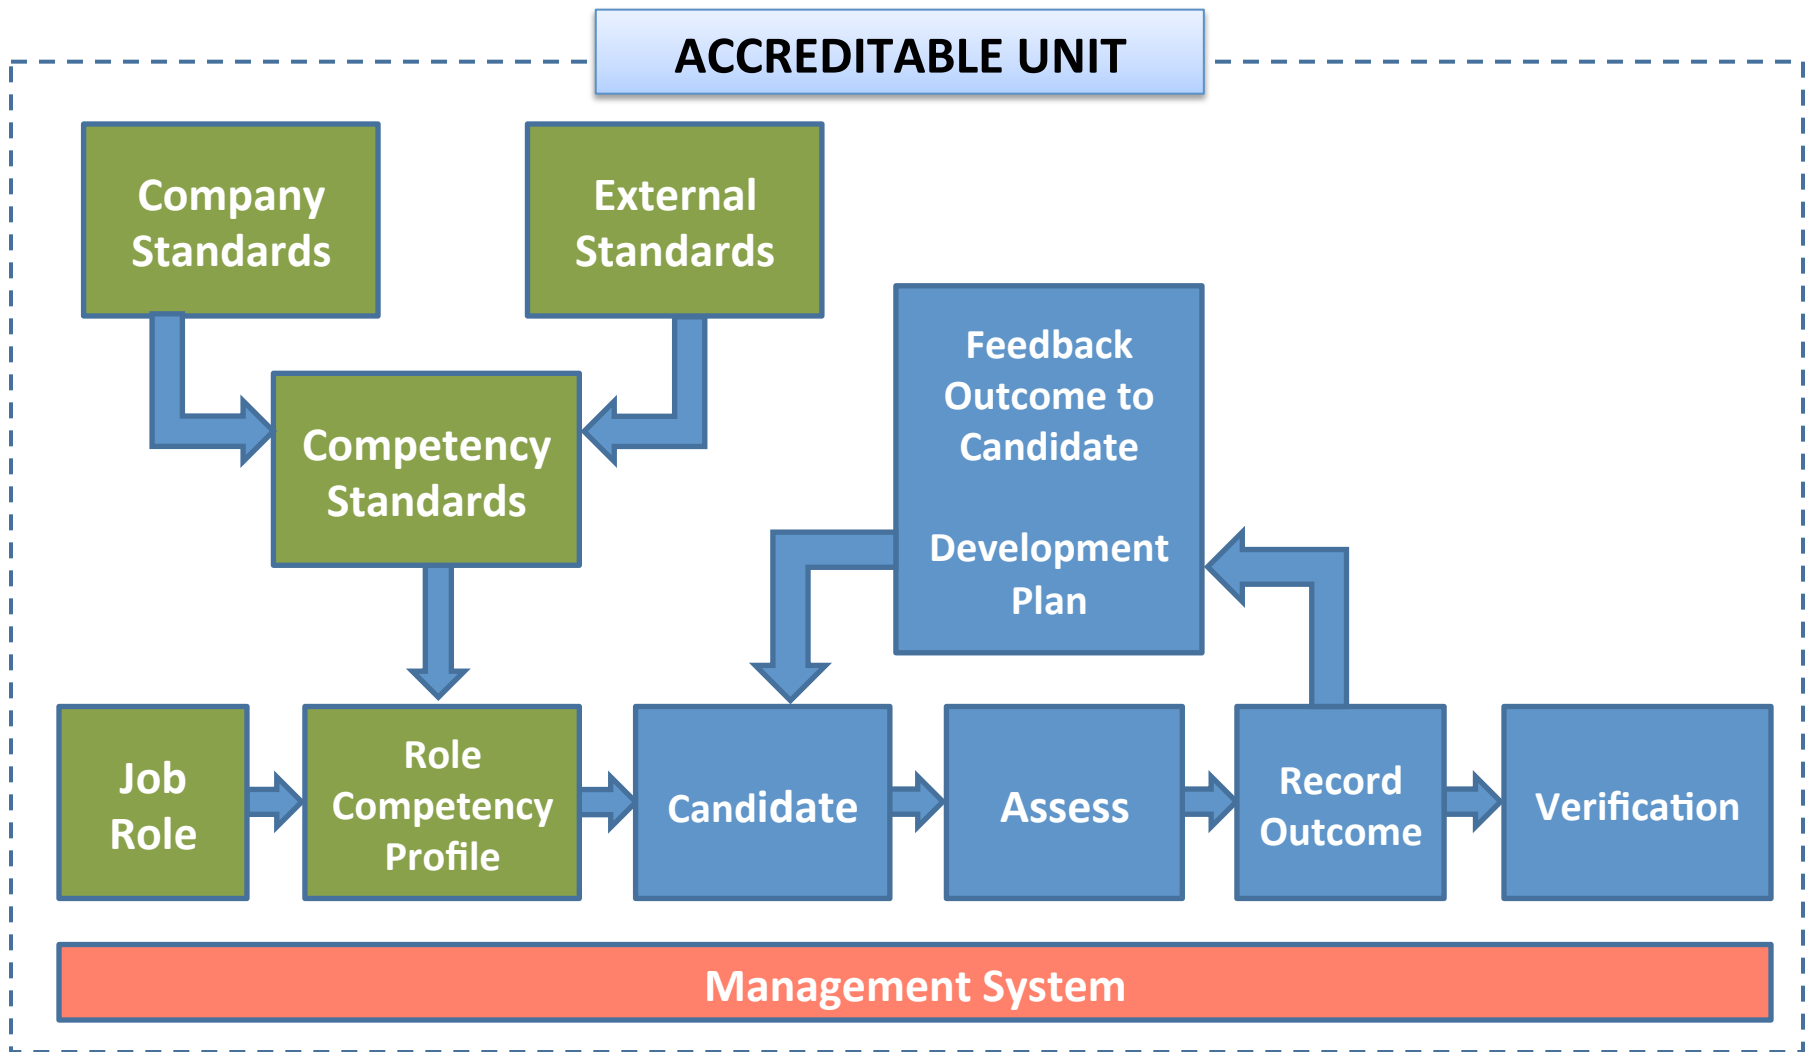 ACCREDITABLE UNIT
Company
Standards
External
Standards
Competency
Standards
Feedback
Outcome to
Candidate
Development
Plan
Job
Role
Role
Competency
Profile
Candidate
Assess
Record
Outcome
Verification
Management System